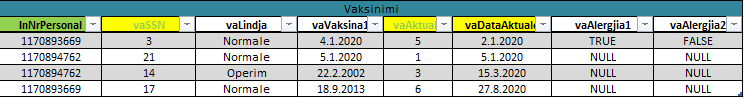 Vaksinimi
InNrPersonal vaSSN vaLindja vaVaksina1 vaAktual vaDataAktuale vaAlergjia1 vaAlergjia2
1170893669 3 Normale 4.1.2020 5 2.1.2020 TRUE FALSE
1170894762 21 Normale 5.1.2020 1 5.1.2020 NULL NULL
1170894762 14 Operim 22.2.2002 3 15.3.2020 NULL NULL
1170893669 17 Normale 18.9.2013 6 27.8.2020 NULL NULL